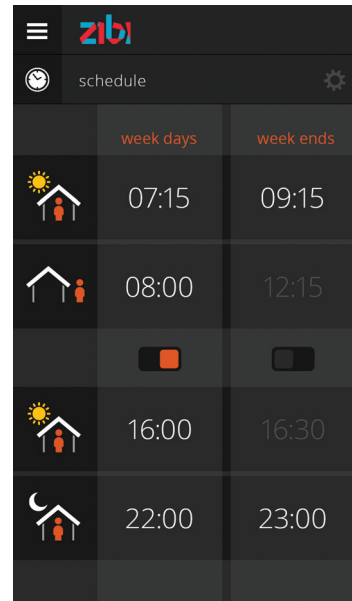 zibi
schedule
week days week ends
07:15 09:15
08:00 12:15
16:00 16:30
22:00 23:00